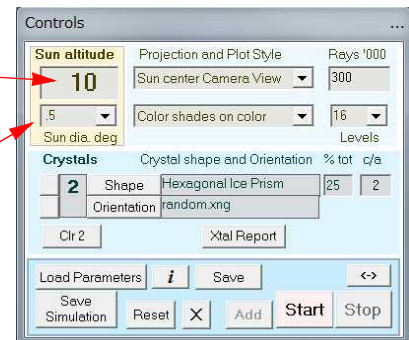 Controls ...
Sun altitude Projection and Plot Style Rays '000
10 Sun center Camera View 300
.5 Color shades on color 16
Sun dia. deg Levels
Crystals Crystal shape and Orientation % tot c/a
2 Shape Hexagonal Ice Prism 25 2
Orientation random.xng
Clr 2 Xtal Report
Load Parameters i Save <->
Save Simulation Reset X Add Start Stop